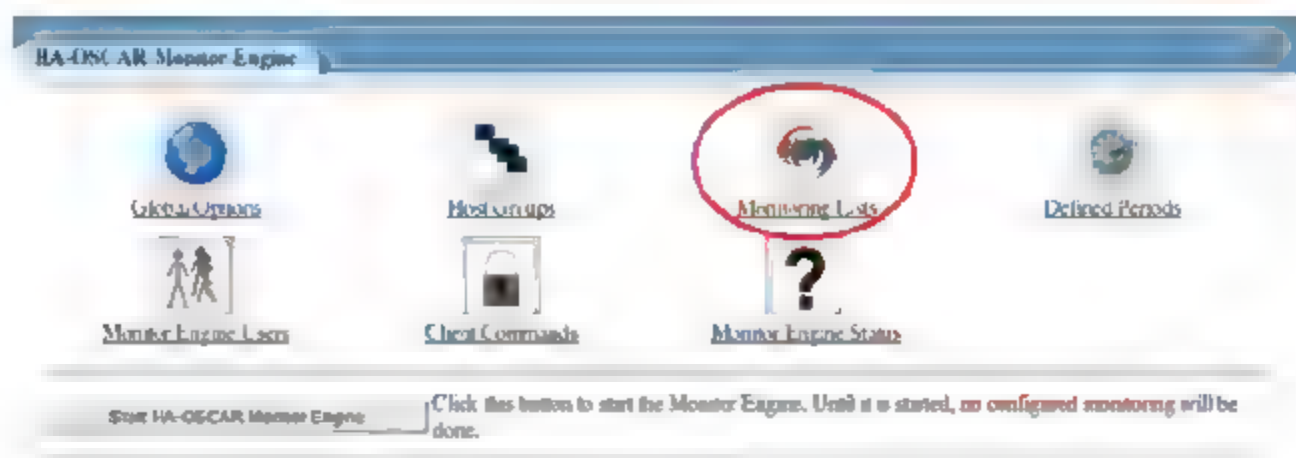 HA-OSCAR Monitor Engine
Global Options
Host Groups
Monitoring Lists
Defined Periods
Monitor Engine Users
Client Commands
Monitor Engine Status
Start HA-OSCAR Monitor Engine
Click this button to start the Monitor Engine. Until it is started, no configured monitoring will be
done.